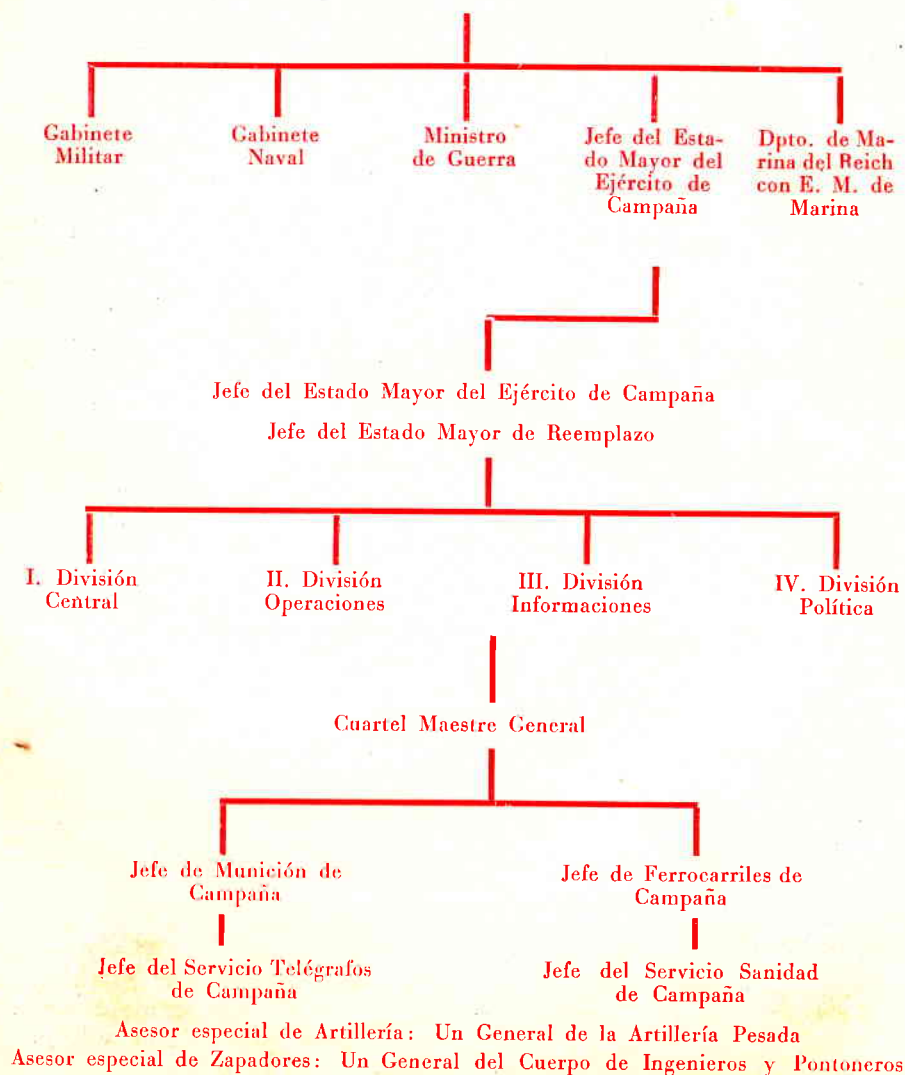 Gabinete
Militar
Gabinete
Naval
Ministro
de Guerra
Jefe del Esta-
do Mayor del
Ejército de
Campaña
Dpto. de Ma-
rina del Reich
con E. M. de
Marina
Jefe del Estado Mayor del Ejército de Campaña
Jefe del Estado Mayor de Reemplazo
I. División
Central
II. División
Operaciones
III. División
Informaciones
IV. División
Política
Cuartel Maestre General
Jefe de Munición de
Campaña
Jefe de Ferrocarriles de
Campaña
Jefe del Servicio Telégrafos
de Campaña
Jefe del Servicio Sanidad
de Campaña
Asesor especial de Artillería: Un General de la Artillería Pesada
Asesor especial de Zapadores: Un General del Cuerpo de Ingenieros y Pontoneros